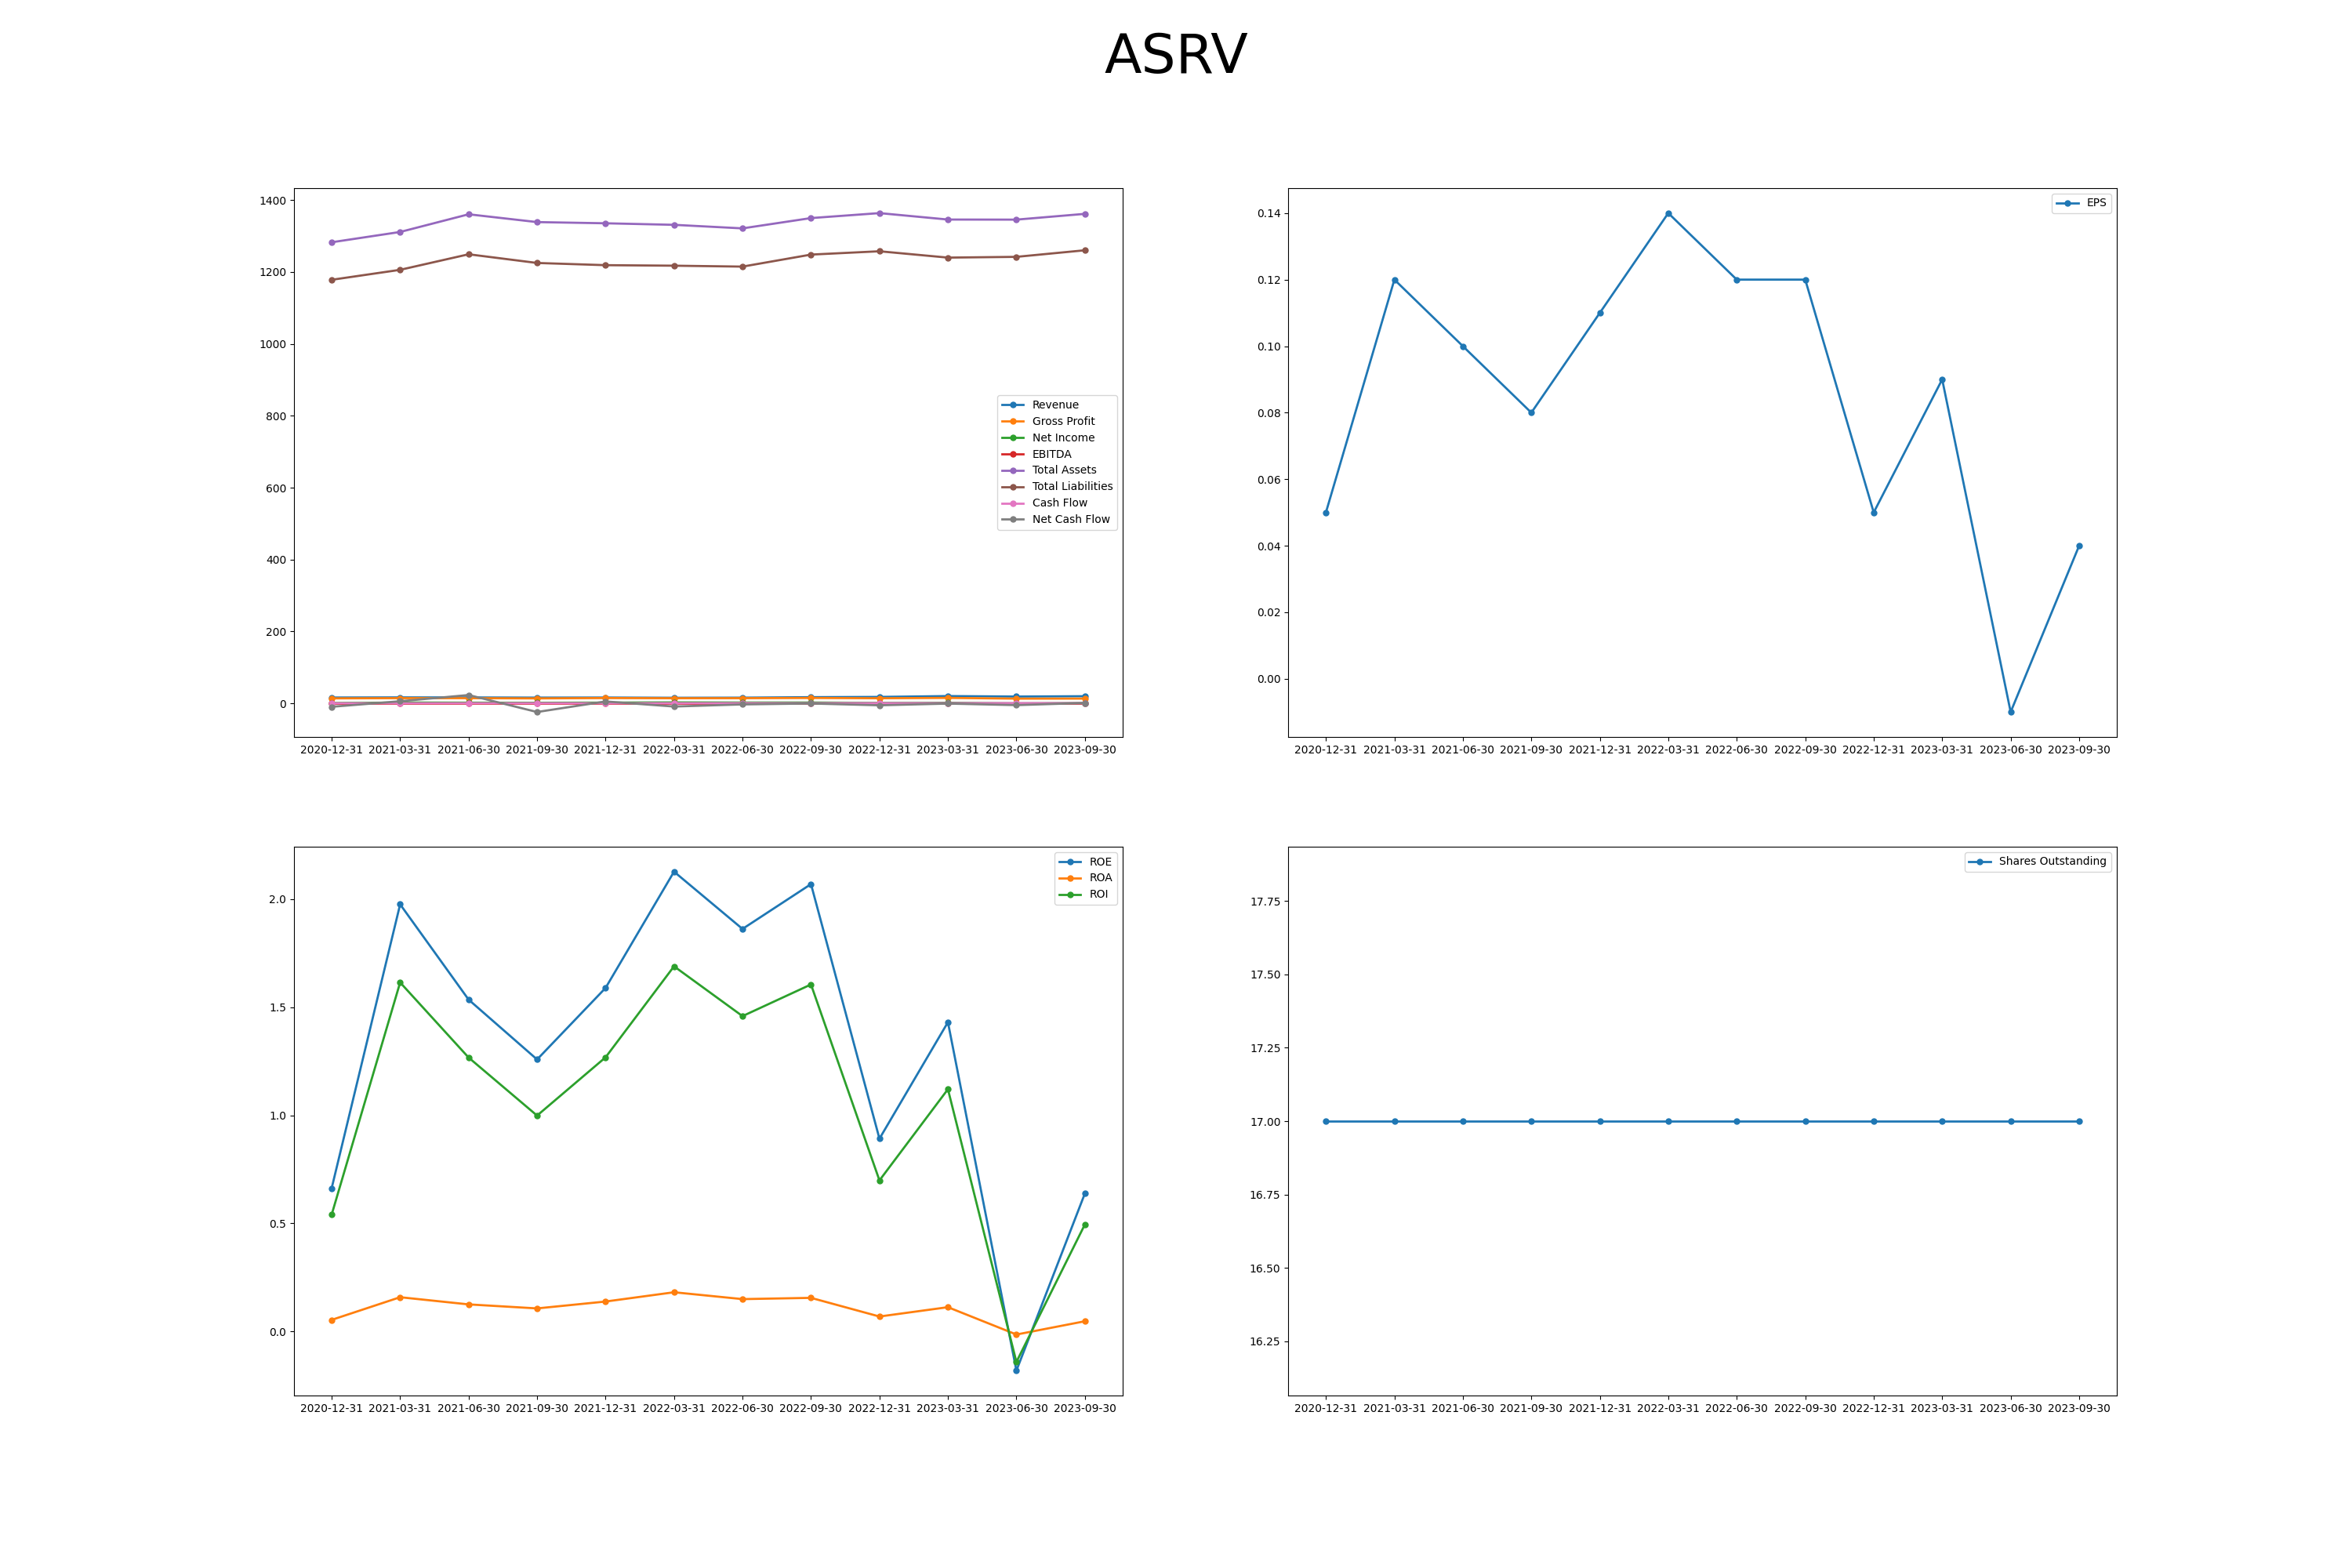 ASRV
1400
1200
1000
800
600
400
200
0
Revenue
Gross Profit
Net Income
EBITDA
Total Assets
Total Liabilities
Cash Flow
Net Cash Flow
2020-12-31 2021-03-31 2021-06-30 2021-09-30 2021-12-31 2022-03-31 2022-06-30 2022-09-30 2022-12-31 2023-03-31 2023-06-30 2023-09-30
EPS
0.14
0.12
0.10
0.08
0.06
0.04
0.02
0.00
2020-12-31 2021-03-31 2021-06-30 2021-09-30 2021-12-31 2022-03-31 2022-06-30 2022-09-30 2022-12-31 2023-03-31 2023-06-30 2023-09-30
ROE
ROA
ROI
2.0
1.5
1.0
0.5
0.0
2020-12-31 2021-03-31 2021-06-30 2021-09-30 2021-12-31 2022-03-31 2022-06-30 2022-09-30 2022-12-31 2023-03-31 2023-06-30 2023-09-30
Shares Outstanding
17.75
17.50
17.25
17.00
16.75
16.50
16.25
2020-12-31 2021-03-31 2021-06-30 2021-09-30 2021-12-31 2022-03-31 2022-06-30 2022-09-30 2022-12-31 2023-03-31 2023-06-30 2023-09-30